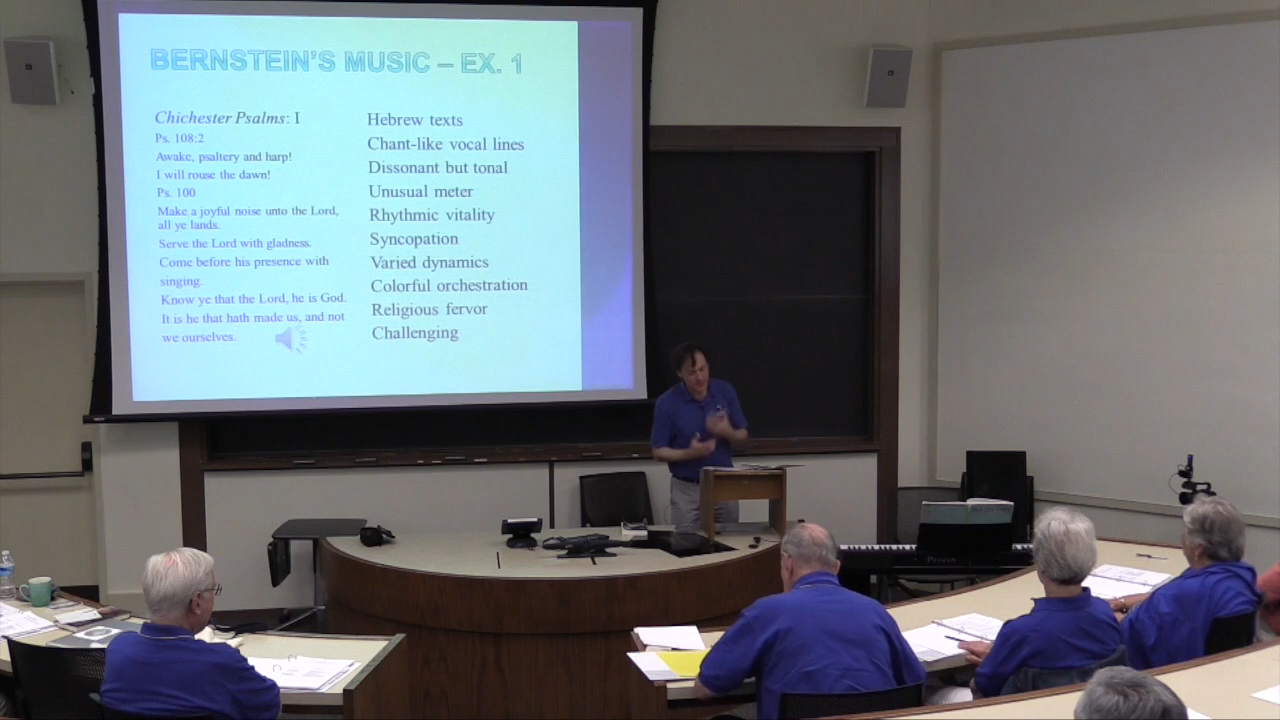 BERNSTEIN'S MUSIC – EX. 1
Chichester Psalms: I
Ps. 108:2
Awake, psaltery and harp!
I will rouse the dawn!
Ps. 100
Make a joyful noise unto the Lord,
all ye lands.
Serve the Lord with gladness.
Come before his presence with
singing.
Know ye that the Lord, he is God.
It is he that hath made us, and not
we ourselves.
Hebrew texts
Chant-like vocal lines
Dissonant but tonal
Unusual meter
Rhythmic vitality
Syncopation
Varied dynamics
Colorful orchestration
Religious fervor
Challenging